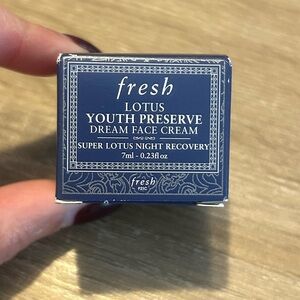 fresh
LOTUS
YOUTH PRESERVE
DREAM FACE CREAM
SUPER LOTUS NIGHT RECOVERY
7ml - 0.23fl oz
fresh